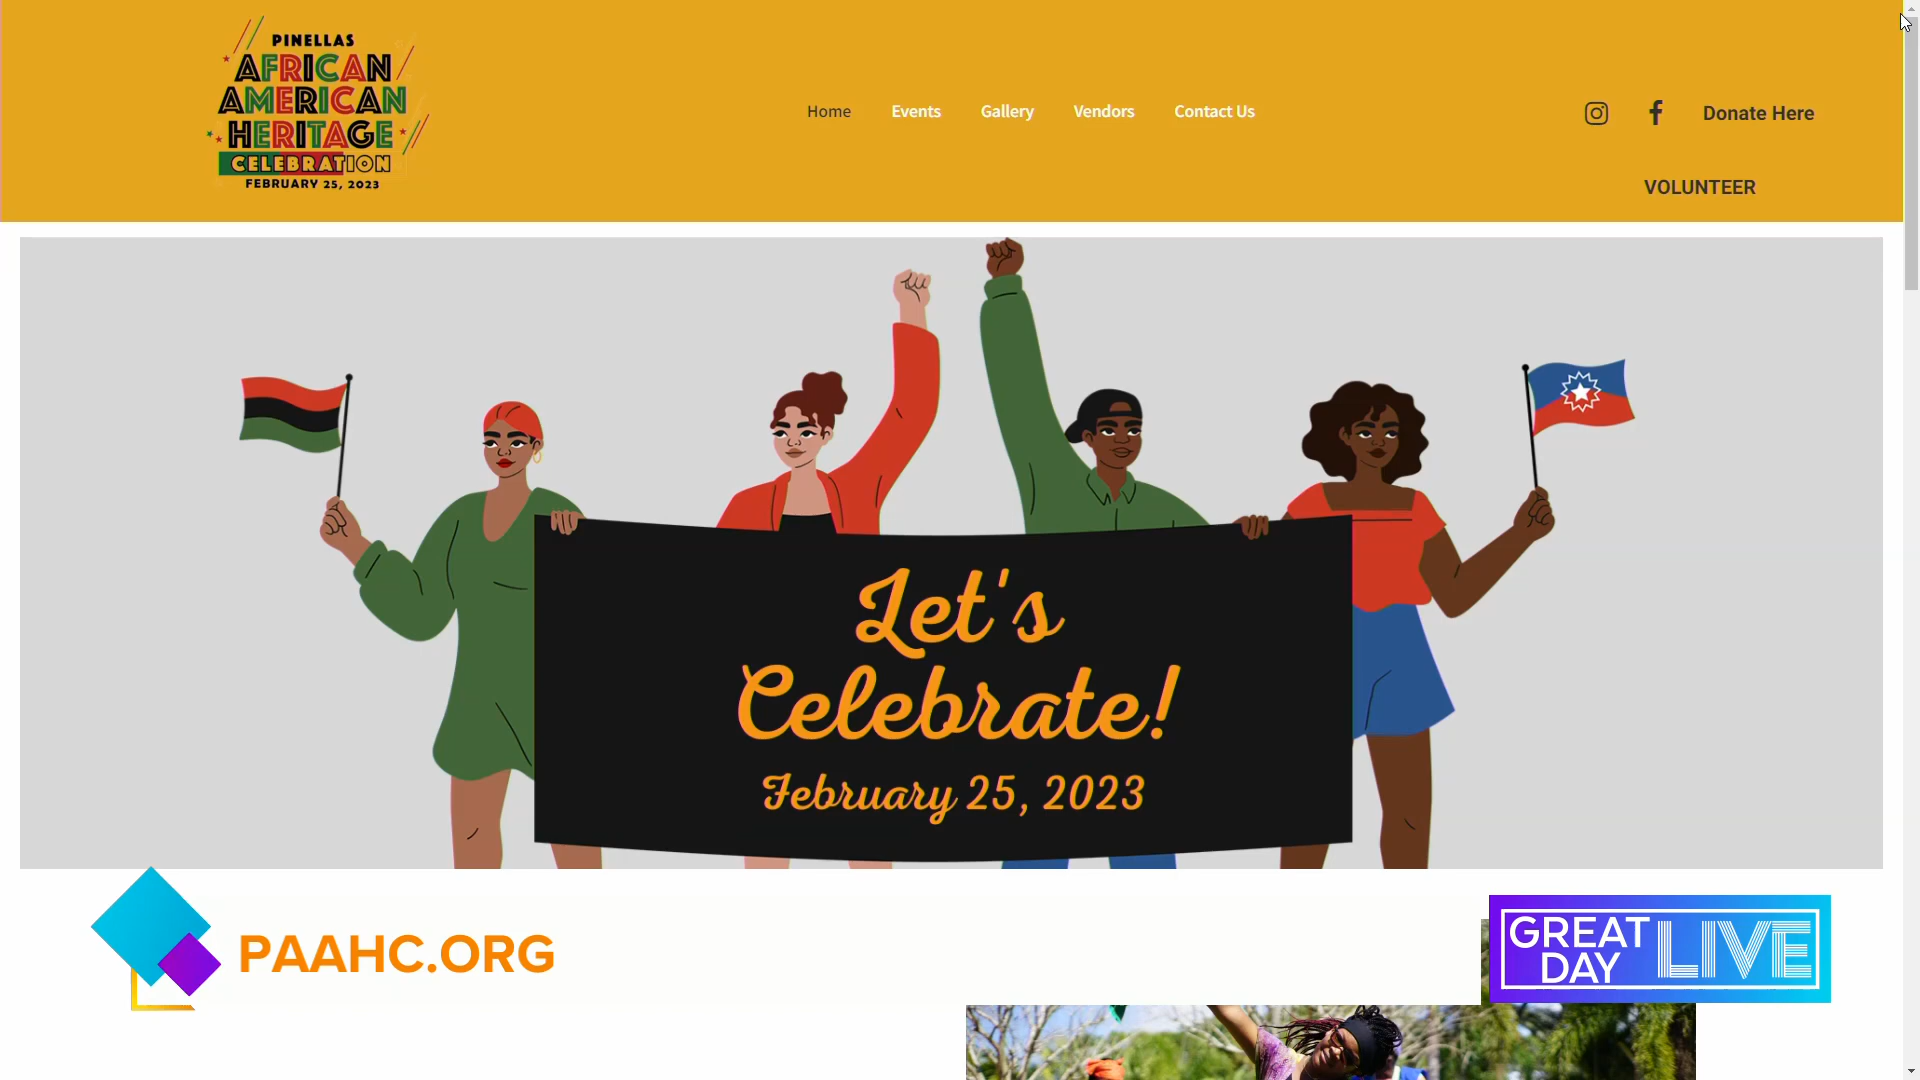 PINELLAS
AFRICAN
AMERICAN
HERITAGE
CELEBRATION
FEBRUARY 25, 2023
Home Events Gallery Vendors Contact Us
Donate Here
VOLUNTEER
Let's
Celebrate!
February 25, 2023
PAAHC.ORG
GREAT
DAY
LIVE